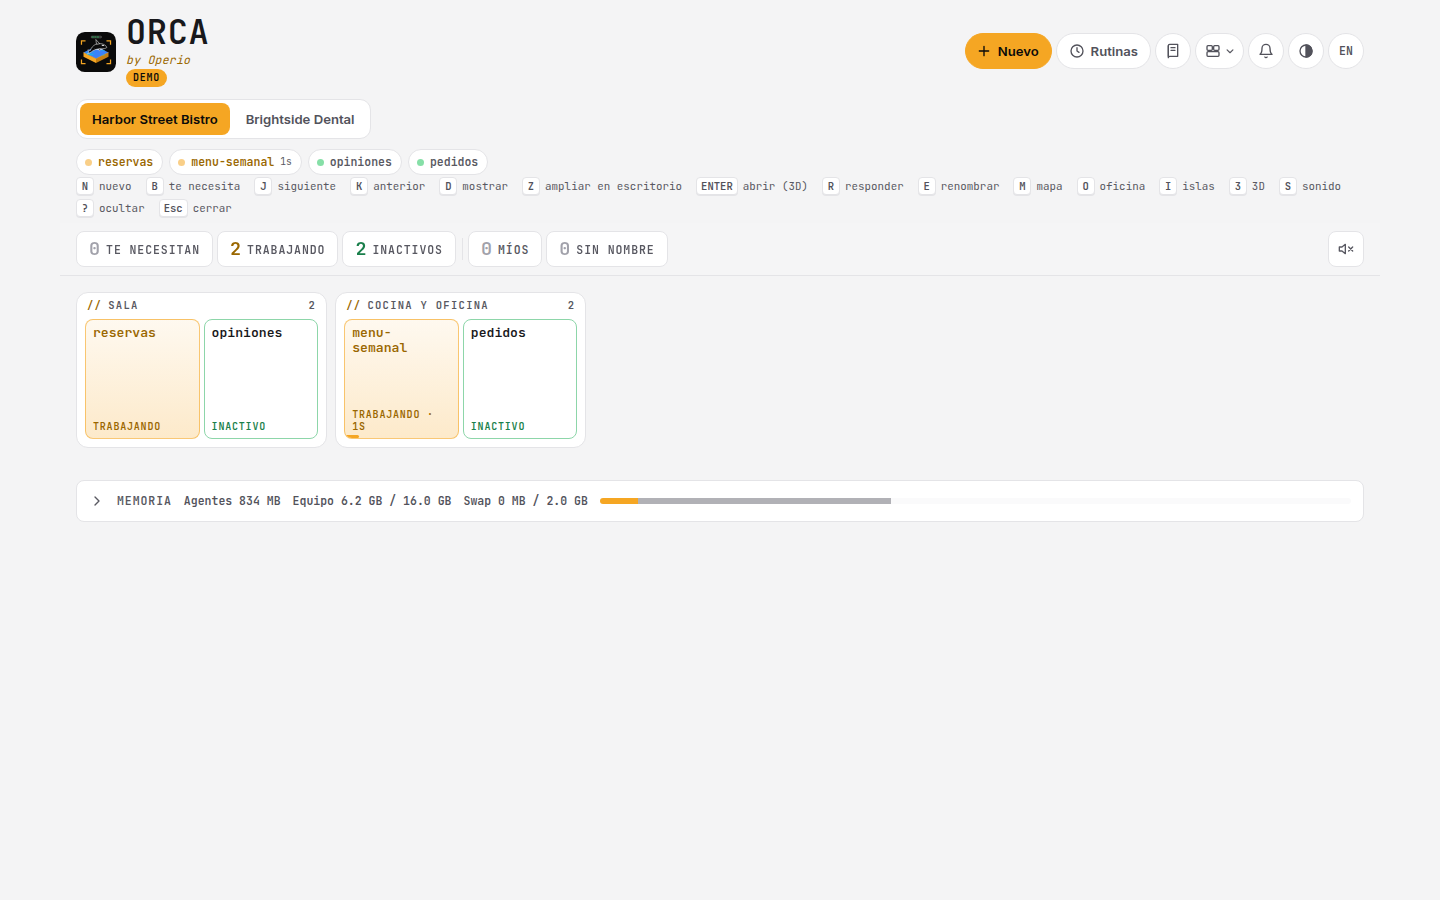 ORCA
by Operio
DEMO
+ Nuevo
Rutinas
EN
Harbor Street Bistro
Brightside Dental
reservas
menu-semanal 1s
opiniones
pedidos
N nuevo B te necesita J siguiente K anterior D mostrar Z ampliar en escritorio ENTER abrir (3D) R responder E renombrar M mapa O oficina I islas 3 3D S sonido
? ocultar Esc cerrar
0 TE NECESITAN
2 TRABAJANDO
2 INACTIVOS
0 MÍOS
0 SIN NOMBRE
// SALA 2
reservas
TRABAJANDO
opiniones
INACTIVO
// COCINA Y OFICINA 2
menu-
semanal
TRABAJANDO ·
1S
pedidos
INACTIVO
MEMORIA Agentes 834 MB Equipo 6.2 GB / 16.0 GB Swap 0 MB / 2.0 GB